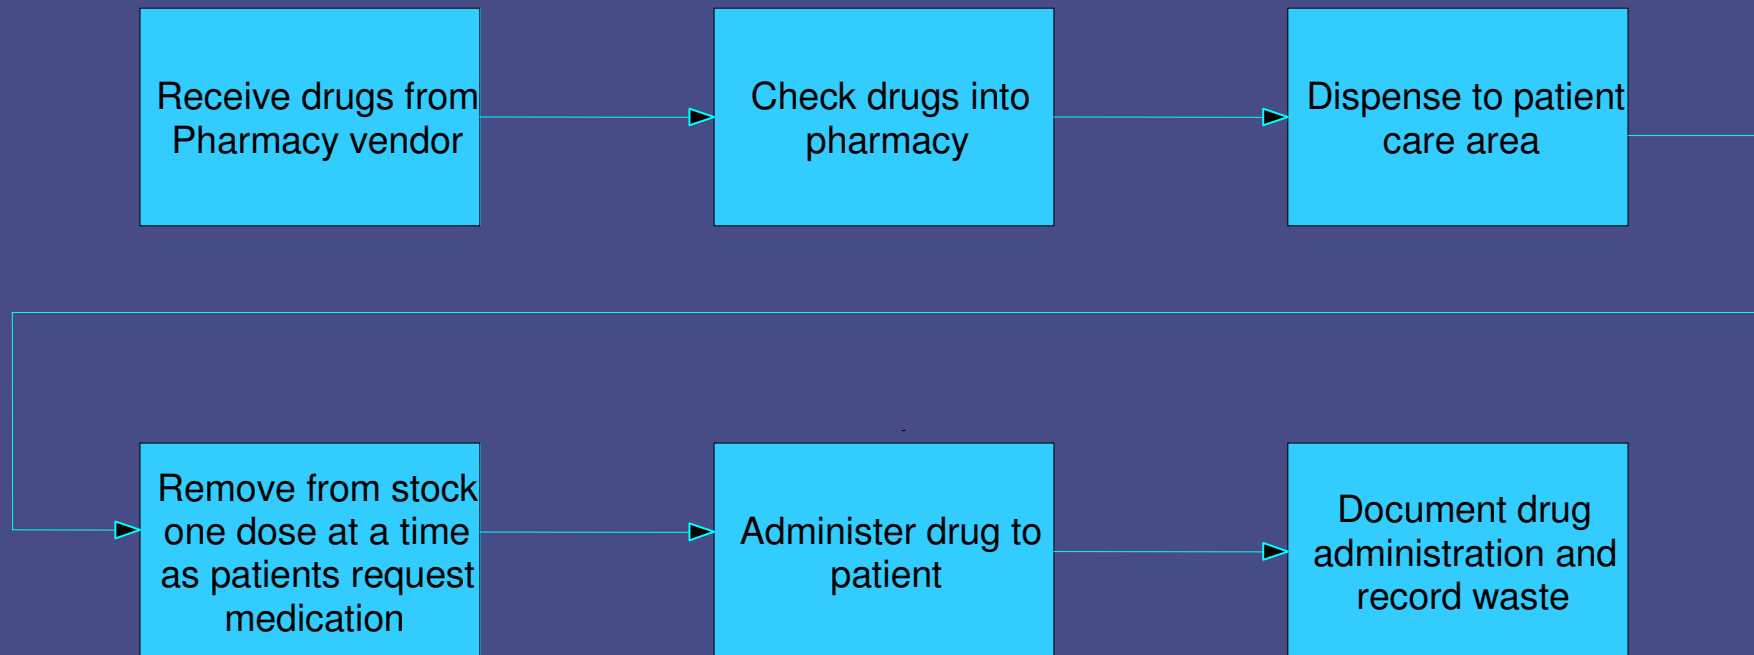 Receive drugs from
Pharmacy vendor
Check drugs into
pharmacy
Dispense to patient
care area
Remove from stock
one dose at a time
as patients request
medication
Administer drug to
patient
Document drug
administration and
record waste